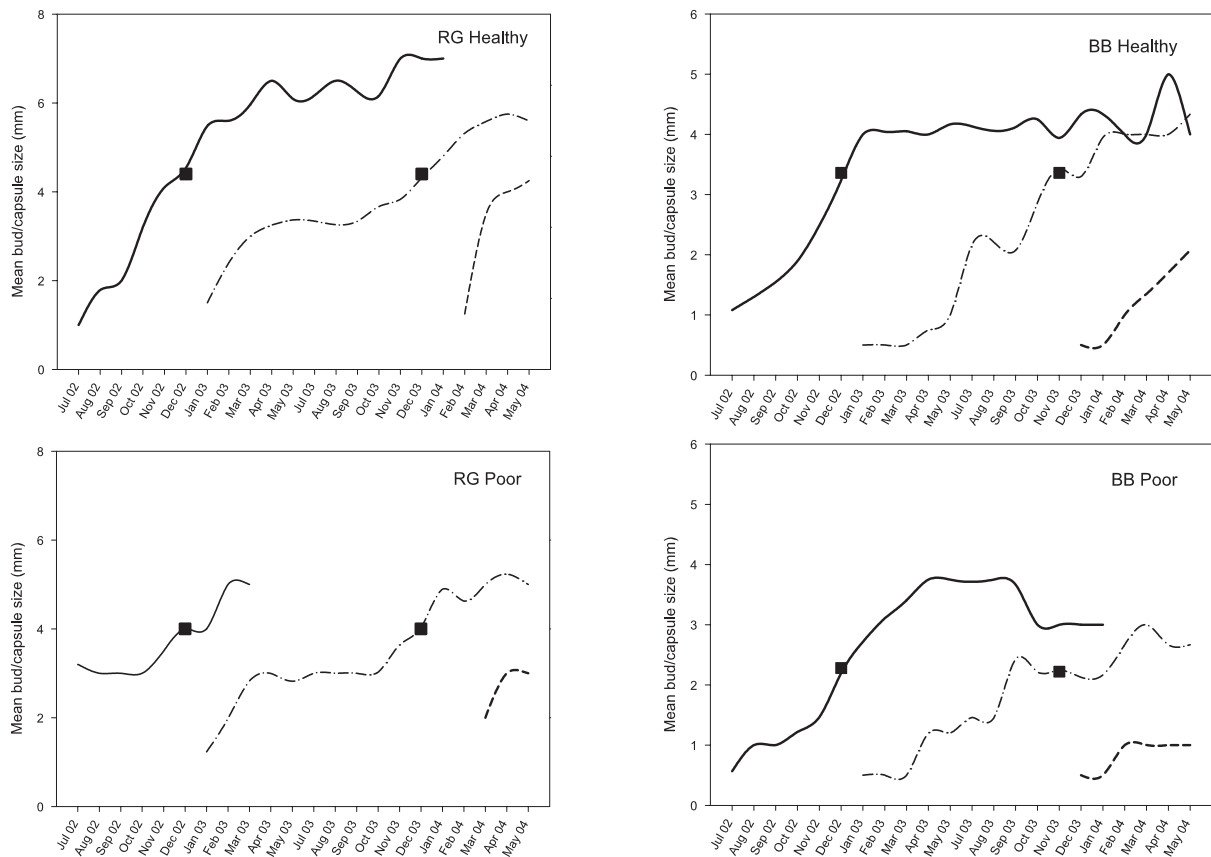 RG Healthy
Mean bud/capsule size (mm)
8
6
4
2
0
Jul 02
Aug 02
Sep 02
Oct 02
Nov 02
Dec 02
Jan 03
Feb 03
Mar 03
Apr 03
May 03
Jul 03
Aug 03
Sep 03
Oct 03
Nov 03
Dec 03
Jan 04
Feb 04
Mar 04
Apr 04
May 04
BB Healthy
Mean bud/capsule size (mm)
6
5
4
3
2
1
0
Jul 02
Aug 02
Sep 02
Oct 02
Nov 02
Dec 02
Jan 03
Feb 03
Mar 03
Apr 03
May 03
Jul 03
Aug 03
Sep 03
Oct 03
Nov 03
Dec 03
Jan 04
Feb 04
Mar 04
Apr 04
May 04
RG Poor
Mean bud/capsule size (mm)
8
6
4
2
0
Jul 02
Aug 02
Sep 02
Oct 02
Nov 02
Dec 02
Jan 03
Feb 03
Mar 03
Apr 03
May 03
Jul 03
Aug 03
Sep 03
Oct 03
Nov 03
Dec 03
Jan 04
Feb 04
Mar 04
Apr 04
May 04
BB Poor
Mean bud/capsule size (mm)
6
5
4
3
2
1
0
Jul 02
Aug 02
Sep 02
Oct 02
Nov 02
Dec 02
Jan 03
Feb 03
Mar 03
Apr 03
May 03
Jul 03
Aug 03
Sep 03
Oct 03
Nov 03
Dec 03
Jan 04
Feb 04
Mar 04
Apr 04
May 04